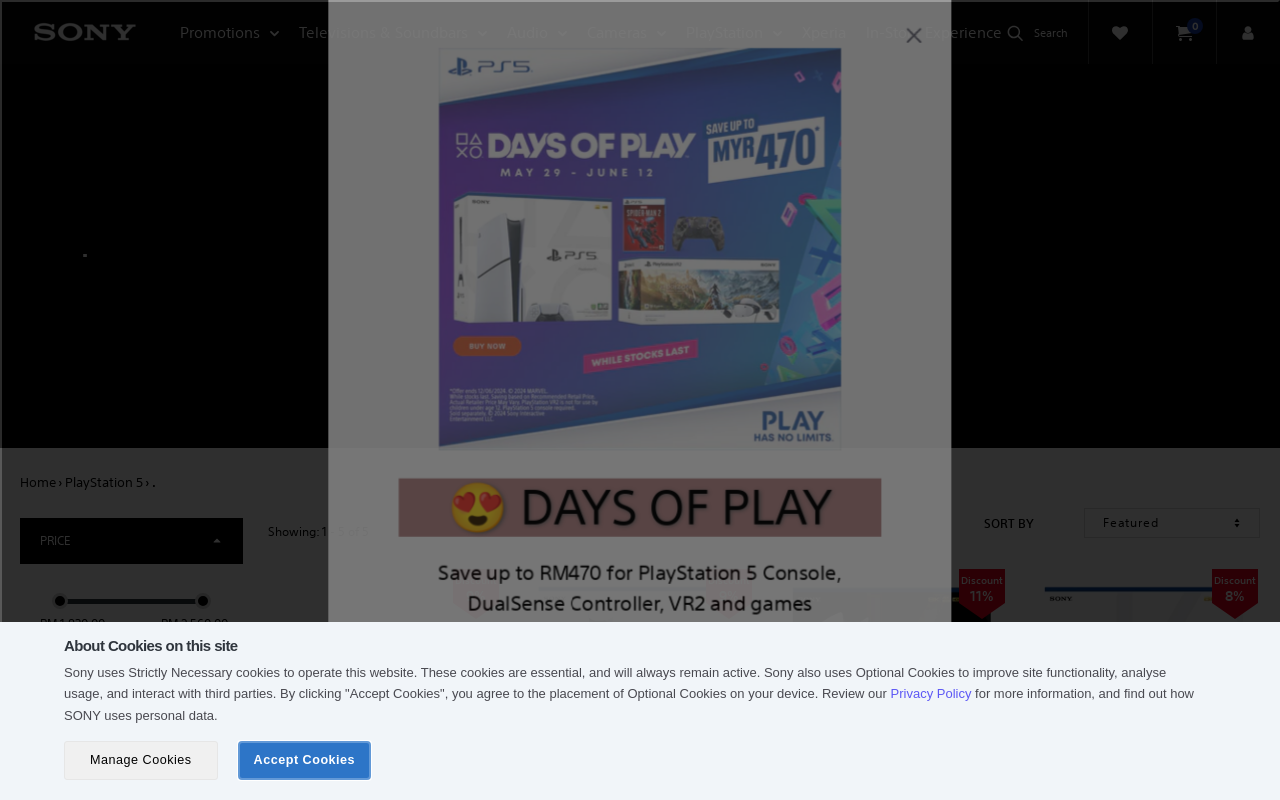 SONY
Promotions
Televisions & Soundbars
Audio
Cameras
PlayStation
Xperia
Experience
Search
0
PS5
DAYS OF PLAY
MAY 29 - JUNE 12
SAVE UP TO
MYR470*
SONY
PS5
SPIDER-MAN 2
BUY NOW
WHILE STOCKS LAST
PLAY
HAS NO LIMITS.
Home › PlayStation 5 › .
PRICE
Showing: 1
SORT BY
Featured
😍 DAYS OF PLAY
Save up to RM470 for PlayStation 5 Console,
DualSense Controller, VR2 and games
Discount
11%
Discount
8%
SONY
About Cookies on this site
Sony uses Strictly Necessary cookies to operate this website. These cookies are essential, and will always remain active. Sony also uses Optional Cookies to improve site functionality, analyse
usage, and interact with third parties. By clicking "Accept Cookies", you agree to the placement of Optional Cookies on your device. Review our Privacy Policy for more information, and find out how
SONY uses personal data.
Manage Cookies
Accept Cookies